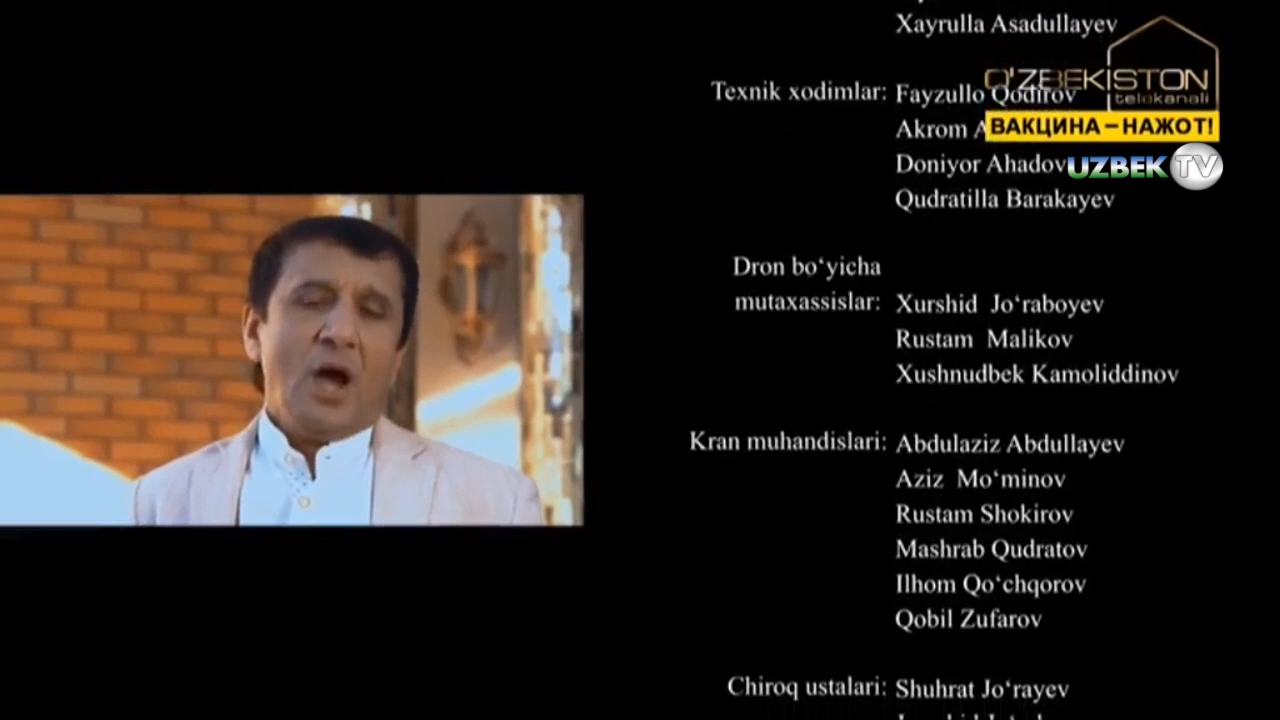 Xayrulla Asadullayev
O'ZBEKISTON
telekanali
Texnik xodimlar: Fayzullo Qodirov
ВАКЦИНА – НАЖОТ!
Akrom
Doniyor Ahadov
UZBEK TV
Qudratilla Barakayev
Dron bo‘yicha
mutaxassislar: Xurshid Jo‘raboyev
Rustam Malikov
Xushnudbek Kamoliddinov
Kran muhandislari: Abdulaziz Abdullayev
Aziz Mo‘minov
Rustam Shokirov
Mashrab Qudratov
Ilhom Qo‘chqorov
Qobil Zufarov
Chiroq ustalari: Shuhrat Jo‘rayev